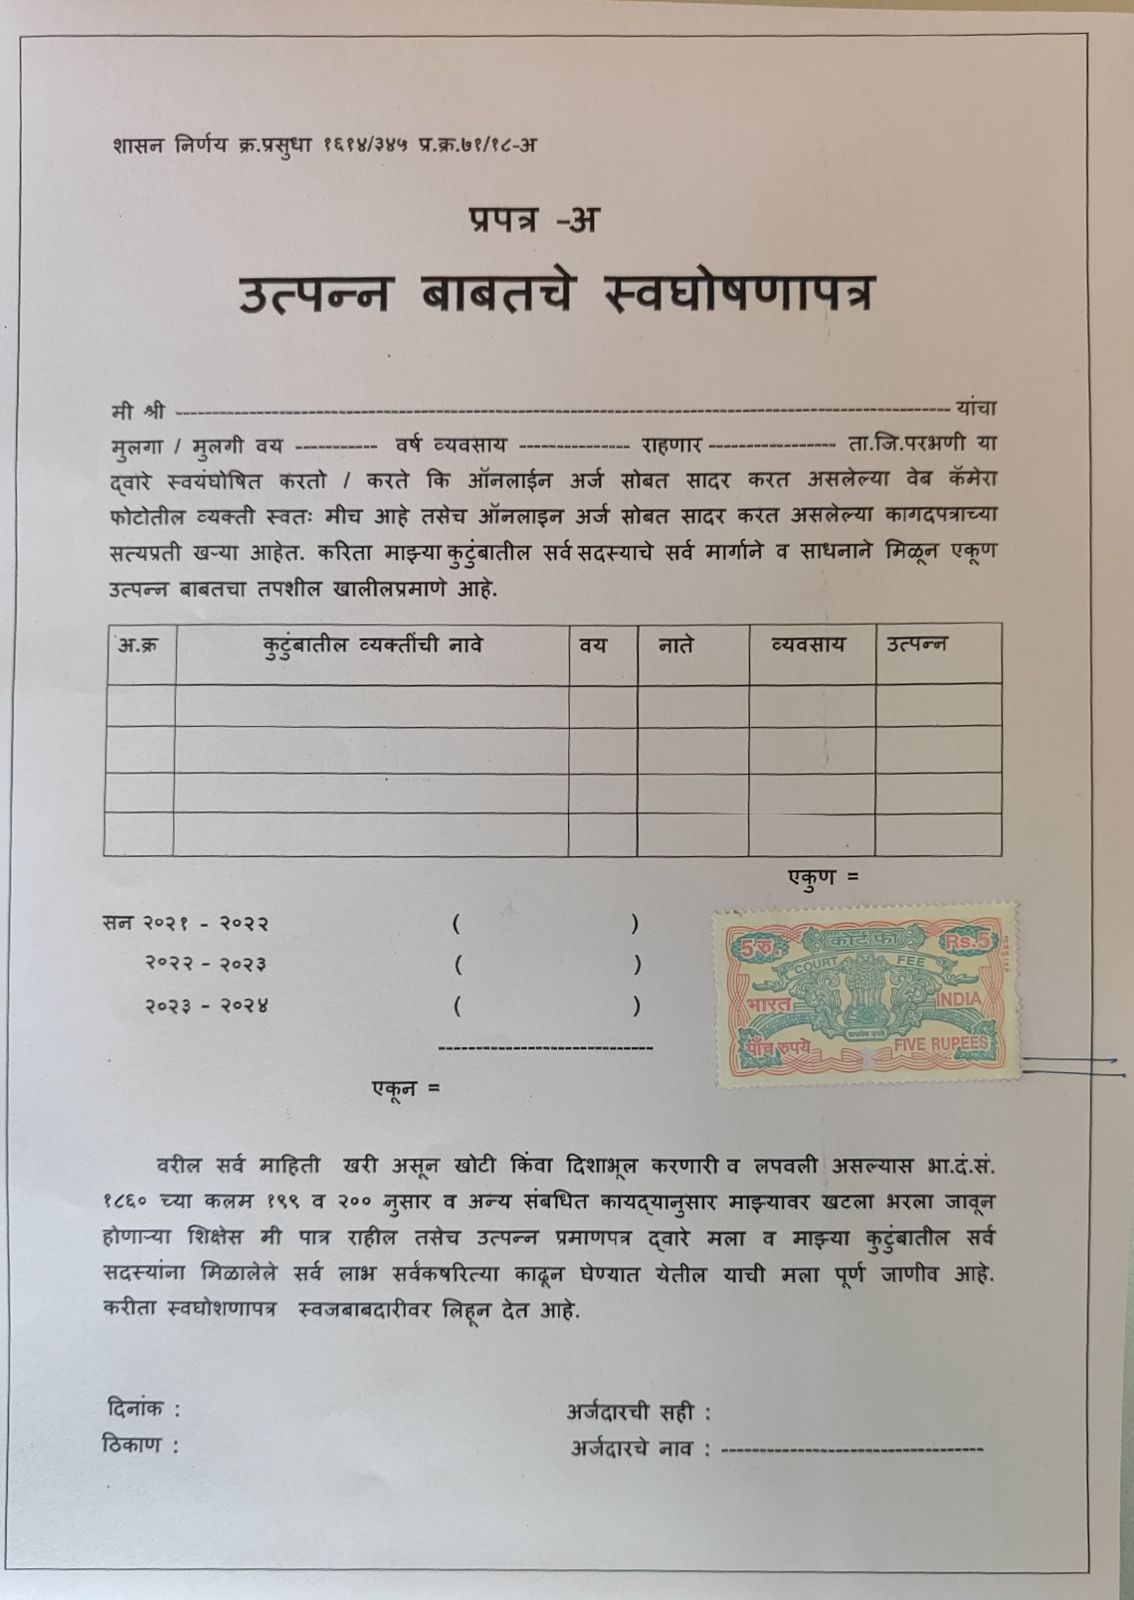 शासन निर्णय क्र.प्रसुधा १६१४/३४५ प्र.क्र.७१/१८-अ
प्रपत्र -अ
उत्पन्न बाबतचे स्वघोषणापत्र
मी श्री ---------------------------------------------------------------- यांचा
मुलगा / मुलगी वय ----------- वर्ष व्यवसाय --------------- राहणार ----------------- ता.जि.परभणी या
द्वारे स्वयंघोषित करतो / करते कि ऑनलाईन अर्ज सोबत सादर करत असलेल्या वेब कॅमेरा
फोटोतील व्यक्ती स्वतः मीच आहे तसेच ऑनलाइन अर्ज सोबत सादर करत असलेल्या कागदपत्राच्या
सत्यप्रती खऱ्या आहेत. करिता माझ्या कुटुंबातील सर्व सदस्याचे सर्व मार्गाने व साधनाने मिळून एकूण
उत्पन्न बाबतचा तपशील खालीलप्रमाणे आहे.
अ.क्र कुटुंबातील व्यक्तींची नावे वय नाते व्यवसाय उत्पन्न
एकुण =
सन २०२१ - २०२२ ( )
२०२२ - २०२३ ( )
२०२३ - २०२४ ( )
-----------------------------
एकून =
5 रु. कोर्ट फी Rs.5
COURT FEE
भारत INDIA
पाँच रुपये FIVE RUPEES
वरील सर्व माहिती खरी असून खोटी किंवा दिशाभूल करणारी व लपवली असल्यास भा.दं.सं.
१८६० च्या कलम १९९ व २०० नुसार व अन्य संबधित कायद्यानुसार माझ्यावर खटला भरला जावून
होणाऱ्या शिक्षेस मी पात्र राहील तसेच उत्पन्न प्रमाणपत्र द्वारे मला व माझ्या कुटुंबातील सर्व
सदस्यांना मिळालेले सर्व लाभ सर्वंकषरित्या काढून घेण्यात येतील याची मला पूर्ण जाणीव आहे.
करीता स्वघोशणापत्र स्वजबाबदारीवर लिहून देत आहे.
दिनांक : अर्जदारची सही :
ठिकाण : अर्जदारचे नाव : -----------------------------------